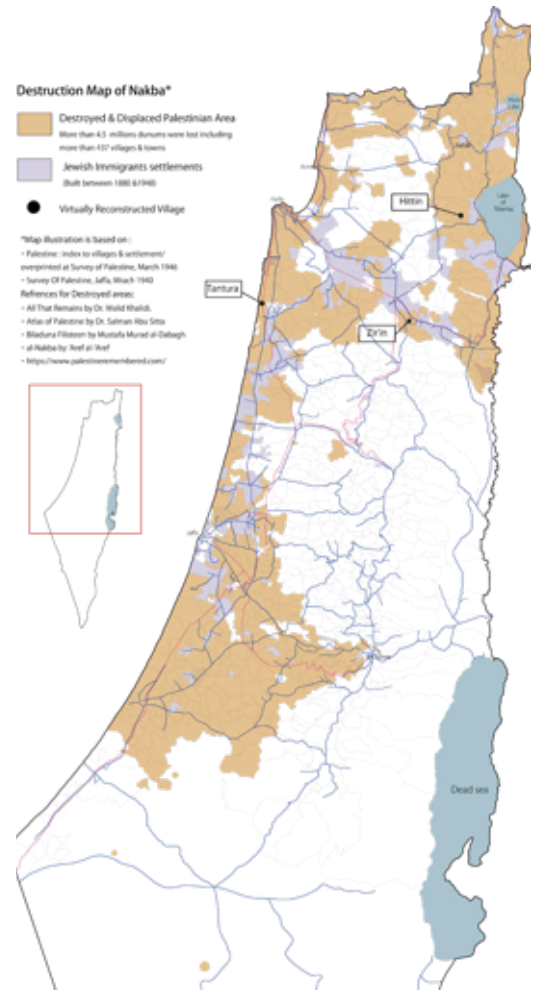 Destruction Map of Nakba*
Destroyed & Displaced Palestinian Area
More than 4.5 millions dunums were lost including
more than 437 villages & towns
Jewish Immigrants settlements
(Built between 1880 &1948)
Virtually Reconstructed Village
*Map illustration is based on :
• Palestine : index to villages & settlement/
overprinted at Survey of Palestine, March 1946
• Survey Of Palestine, Jaffa, Mrach 1940
Refrences for Destroyed areas:
• All That Remains by Dr. Walid Khalidi.
• Atlas of Palestine by Dr. Salman Abu Sitta
• Biladuna Filisteen by Mustafa Murad al-Dabagh
• al-Nakba by 'Aref al-'Aref
• https://www.palestineremembered.com/
Hittin
Lake
of
Tiberias
Tantura
Zir'in
Dead sea